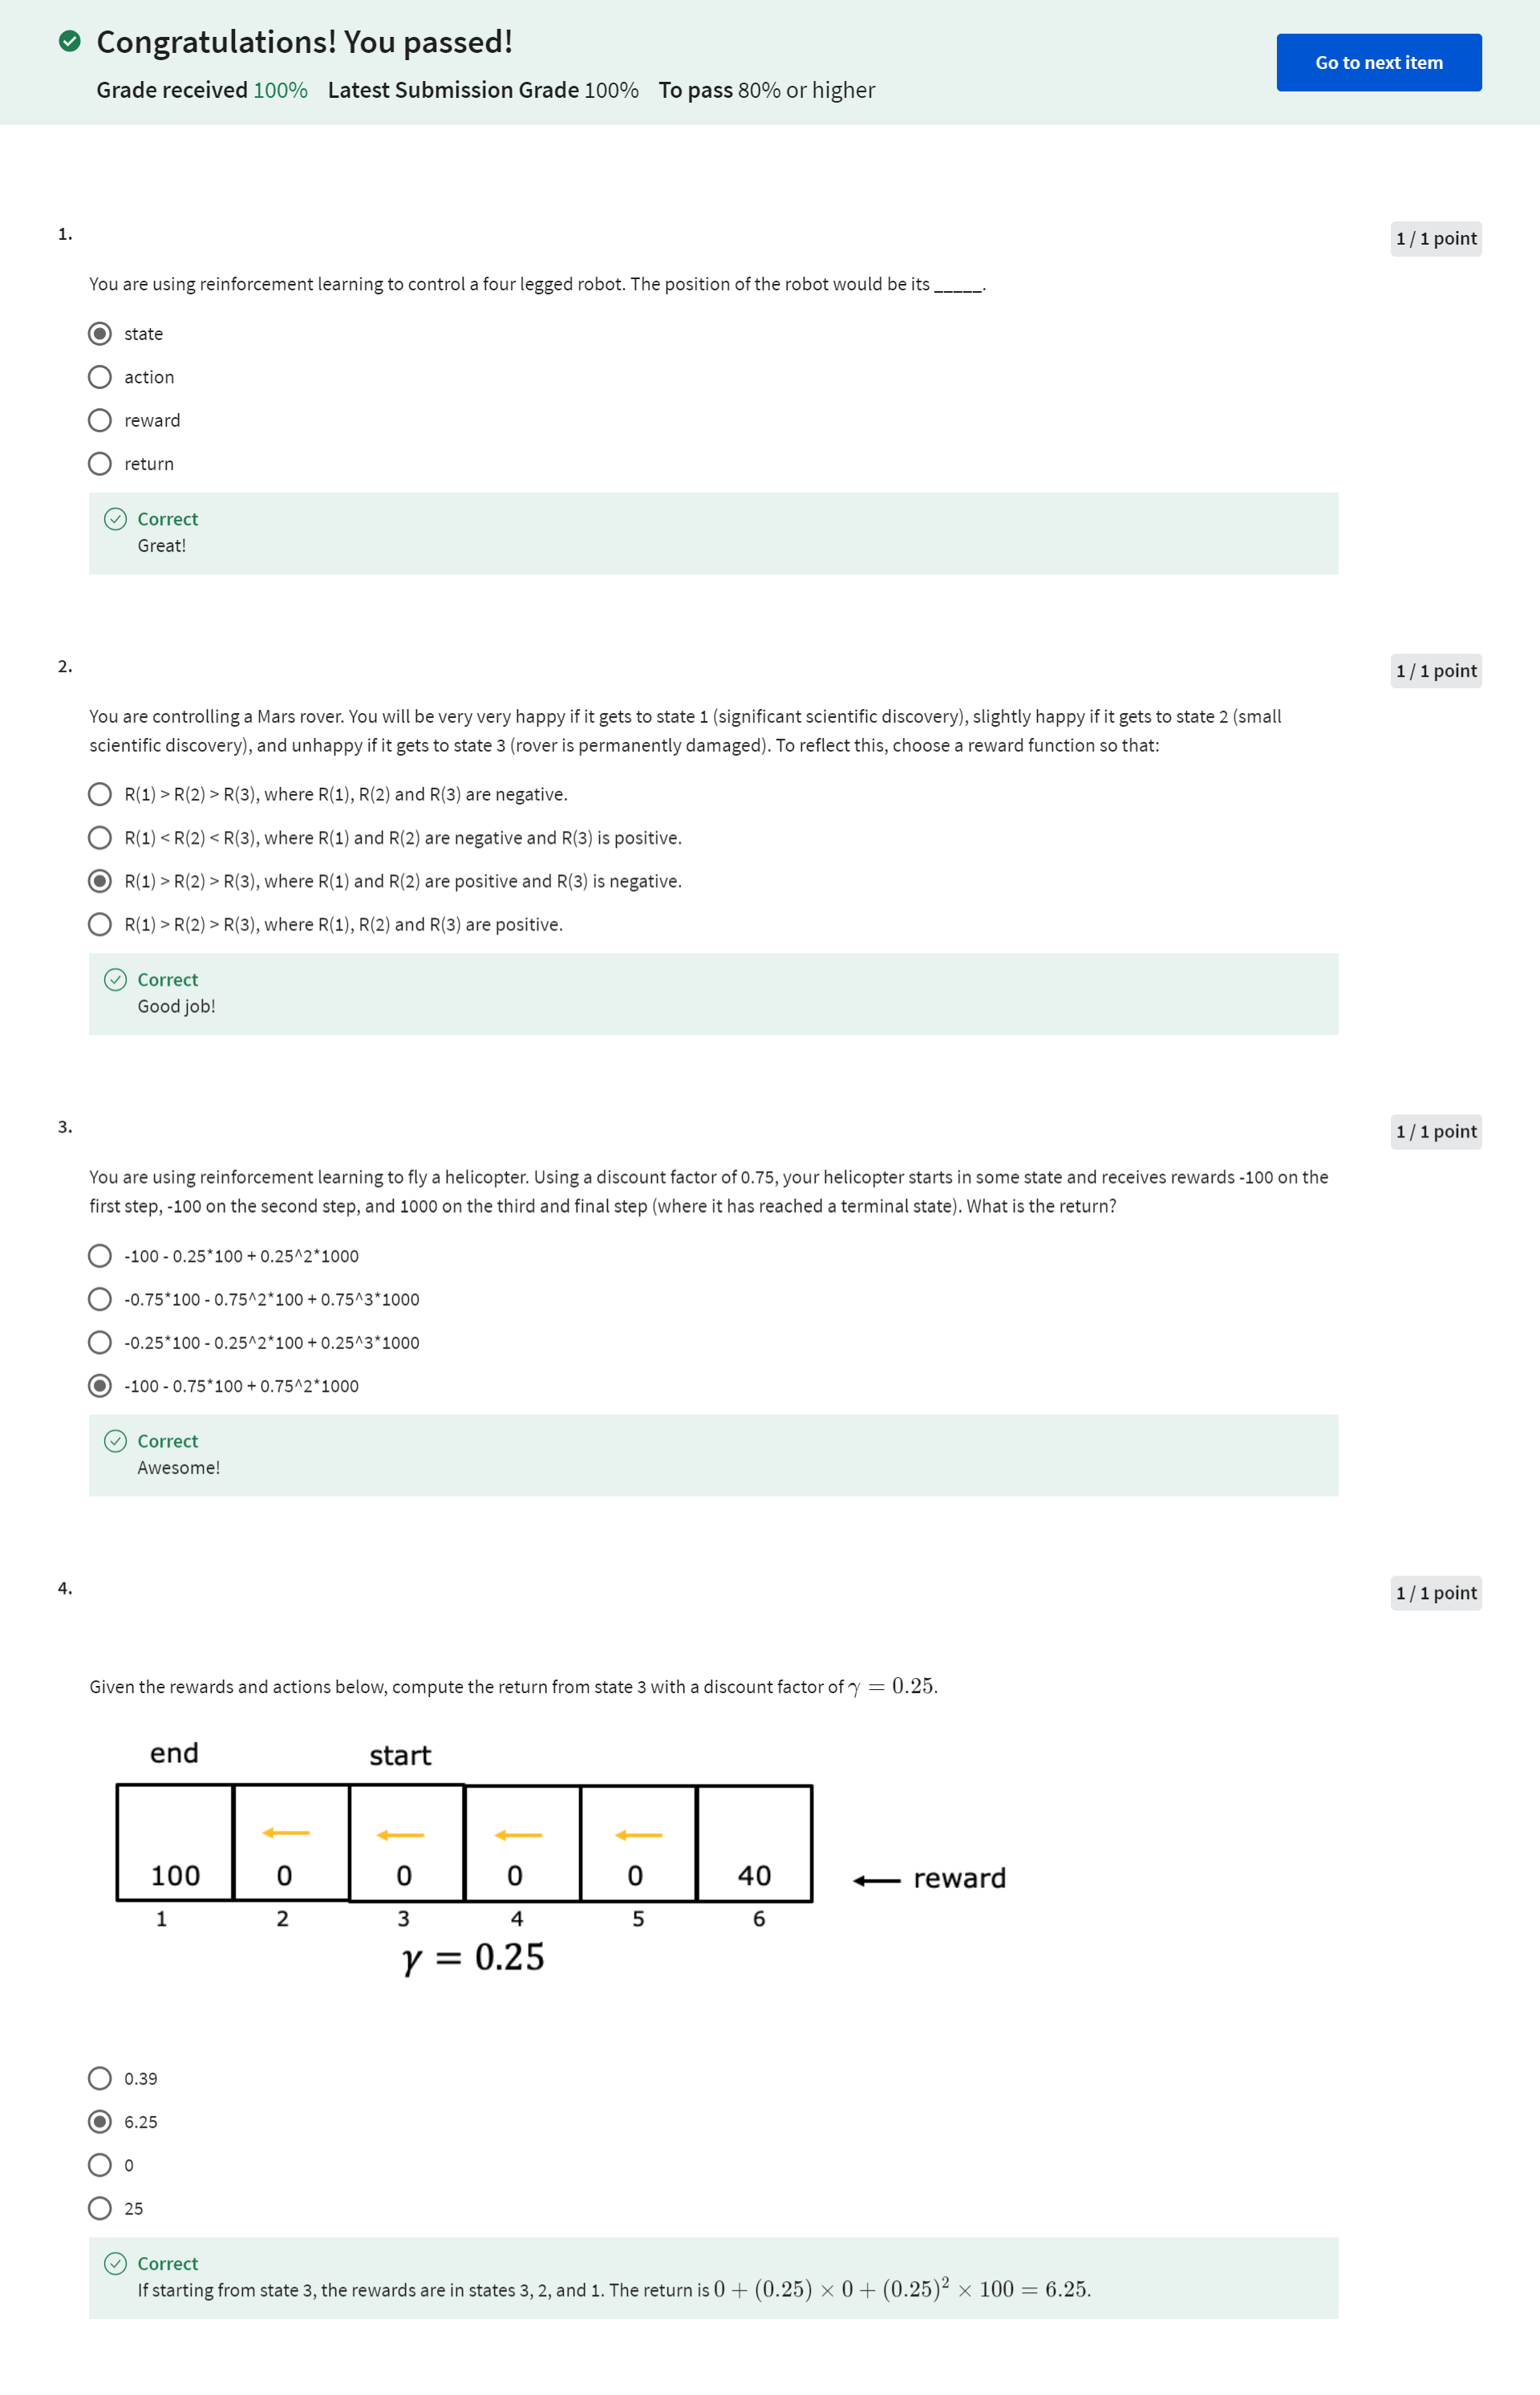 Congratulations! You passed!
Go to next item
Grade received 100% Latest Submission Grade 100% To pass 80% or higher
1.
1 / 1 point
You are using reinforcement learning to control a four legged robot. The position of the robot would be its _____.
state
action
reward
return
Correct
Great!
2.
1 / 1 point
You are controlling a Mars rover. You will be very very happy if it gets to state 1 (significant scientific discovery), slightly happy if it gets to state 2 (small
scientific discovery), and unhappy if it gets to state 3 (rover is permanently damaged). To reflect this, choose a reward function so that:
R(1) > R(2) > R(3), where R(1), R(2) and R(3) are negative.
R(1) < R(2) < R(3), where R(1) and R(2) are negative and R(3) is positive.
R(1) > R(2) > R(3), where R(1) and R(2) are positive and R(3) is negative.
R(1) > R(2) > R(3), where R(1), R(2) and R(3) are positive.
Correct
Good job!
3.
1 / 1 point
You are using reinforcement learning to fly a helicopter. Using a discount factor of 0.75, your helicopter starts in some state and receives rewards -100 on the
first step, -100 on the second step, and 1000 on the third and final step (where it has reached a terminal state). What is the return?
-100 - 0.25*100 + 0.25^2*1000
-0.75*100 - 0.75^2*100 + 0.75^3*1000
-0.25*100 - 0.25^2*100 + 0.25^3*1000
-100 - 0.75*100 + 0.75^2*1000
Correct
Awesome!
4.
1 / 1 point
Given the rewards and actions below, compute the return from state 3 with a discount factor of γ = 0.25.
end start
← ← ← ←
100 0 0 0 0 40 ← reward
1 2 3 4 5 6
γ = 0.25
0.39
6.25
0
25
Correct
If starting from state 3, the rewards are in states 3, 2, and 1. The return is 0 + (0.25) × 0 + (0.25)² × 100 = 6.25.